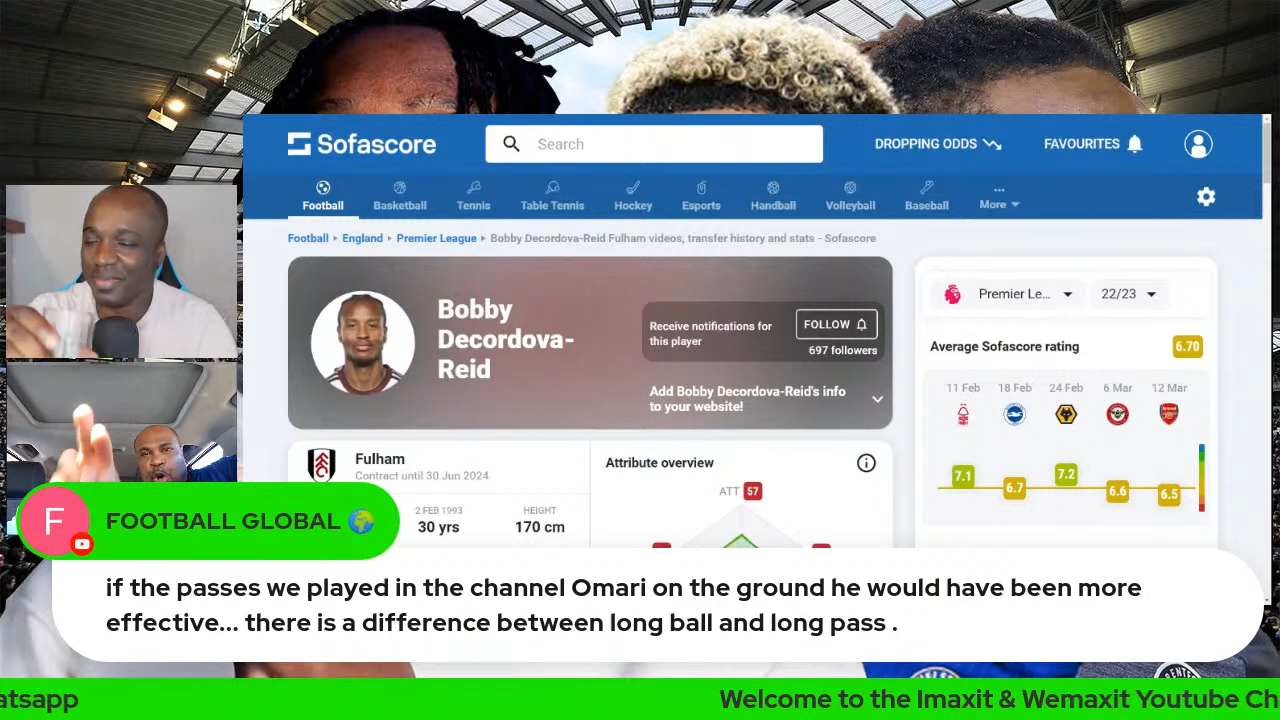 Sofascore
Search
DROPPING ODDS
FAVOURITES
Football
Basketball
Tennis
Table Tennis
Hockey
Esports
Handball
Volleyball
Baseball
More
Football
England
Premier League
Bobby Decordova-Reid Fulham videos, transfer history and stats - Sofascore
Bobby
Decordova-
Reid
Receive notifications for
this player
FOLLOW
697 followers
Add Bobby Decordova-Reid's info
to your website!
Premier Le...
22/23
Average Sofascore rating
6.70
11 Feb
18 Feb
24 Feb
6 Mar
12 Mar
7.1
6.7
7.2
6.6
6.5
Fulham
Contract until 30 Jun 2024
2 FEB 1993
30 yrs
HEIGHT
170 cm
Attribute overview
ATT 57
F
FOOTBALL GLOBAL
if the passes we played in the channel Omari on the ground he would have been more
effective... there is a difference between long ball and long pass .
atsapp
Welcome to the Imaxit & Wemaxit Youtube Ch